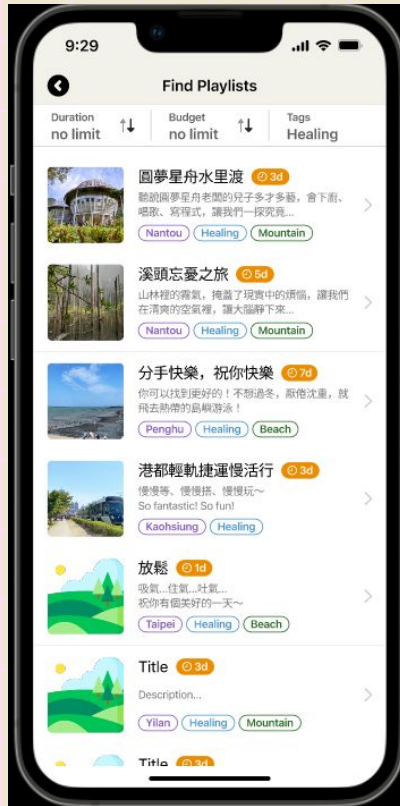 9:29
Find Playlists
Duration
no limit
Budget
no limit
Tags
Healing
圓夢星舟水里渡 3d
聽說圓夢星舟老闆的兒子多才多藝，會下廚、
唱歌、寫程式，讓我們一探究竟...
Nantou Healing Mountain
溪頭忘憂之旅 5d
山林裡的霧氣，掩蓋了現實中的煩惱，讓我們
在清爽的空氣裡，讓大腦靜下來...
Nantou Healing Mountain
分手快樂，祝你快樂 7d
你可以找到更好的！不想過冬，厭倦沈重，就
飛去熱帶的島嶼游泳！
Penghu Healing Beach
港都輕軌捷運慢活行 3d
慢慢等、慢慢搭、慢慢玩～
So fantastic! So fun!
Kaohsiung Healing
放鬆 1d
吸氣...住氣...吐氣...
祝你有個美好的一天～
Taipei Healing Beach
Title 3d
Description...
Yilan Healing Mountain
Title 3d